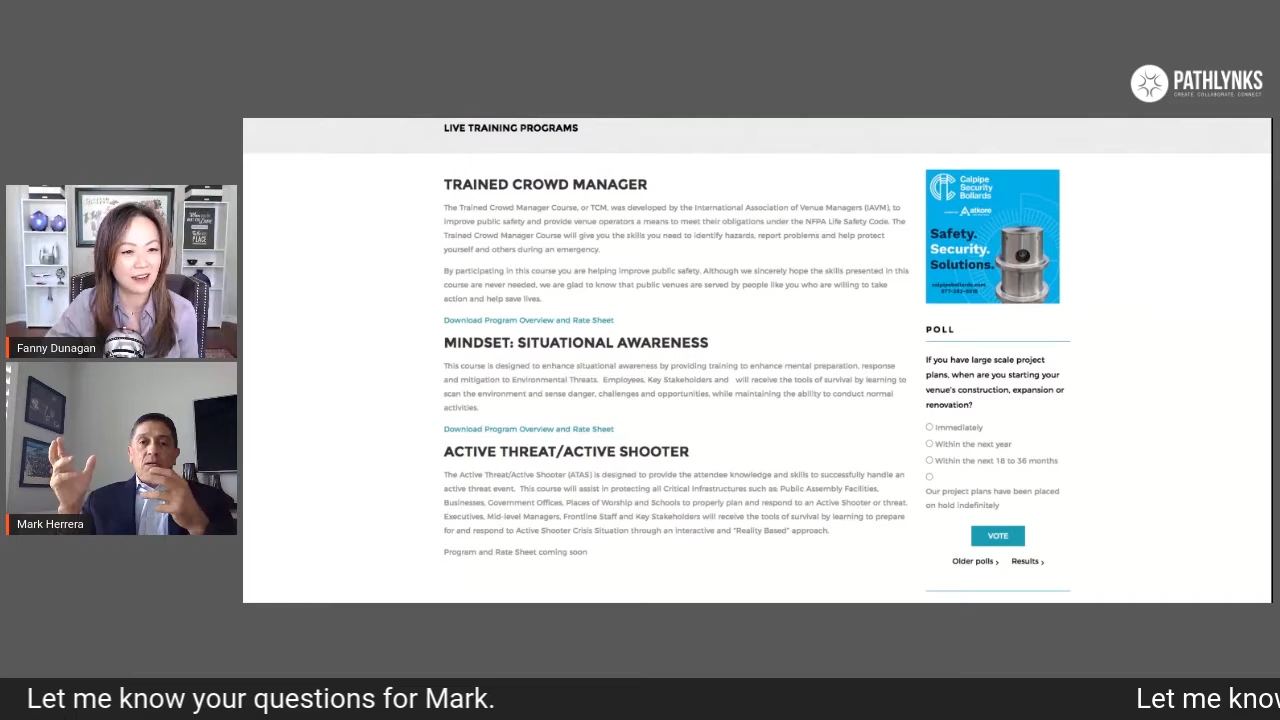 PATHLYNKS
CREATE COLLABORATE CONNECT
LIVE TRAINING PROGRAMS
TRAINED CROWD MANAGER
The Trained Crowd Manager Course, or TCM, was developed by the International Association of Venue Managers (IAVM), to
improve public safety and provide venue operators a means to meet their obligations under the NFPA Life Safety Code. The
Trained Crowd Manager Course will give you the skills you need to identify hazards, report problems and help protect
yourself and others during an emergency.
By participating in this course you are helping improve public safety. Although we sincerely hope the skills presented in this
course are never needed, we are glad to know that public venues are served by people like you who are willing to take
action and help save lives.
Download Program Overview and Rate Sheet
MINDSET: SITUATIONAL AWARENESS
This course is designed to enhance situational awareness by providing training to enhance mental preparation, response
and mitigation to Environmental Threats. Employees, Key Stakeholders and will receive the tools of survival by learning to
scan the environment and sense danger, challenges and opportunities, while maintaining the ability to conduct normal
activities.
Download Program Overview and Rate Sheet
ACTIVE THREAT/ACTIVE SHOOTER
The Active Threat/Active Shooter (ATAS) is designed to provide the attendee knowledge and skills to successfully handle an
active threat event. This course will assist in protecting all Critical Infrastructures such as: Public Assembly Facilities,
Businesses, Government Offices, Places of Worship and Schools to properly plan and respond to an Active Shooter or threat.
Executives, Mid-level Managers, Frontline Staff and Key Stakeholders will receive the tools of survival by learning to prepare
for and respond to Active Shooter Crisis Situation through an interactive and "Reality Based" approach.
Program and Rate Sheet coming soon
Calpipe
Security
Bollards
atkore
Safety.
Security.
Solutions.
calpipebollards.com
POLL
If you have large scale project
plans, when are you starting your
venue's construction, expansion or
renovation?
Immediately
Within the next year
Within the next 18 to 36 months
Our project plans have been placed
on hold indefinitely
VOTE
Older polls
Results
PLACE
Fanny Dunagan
Mark Herrera
Let me know your questions for Mark.
Let me know